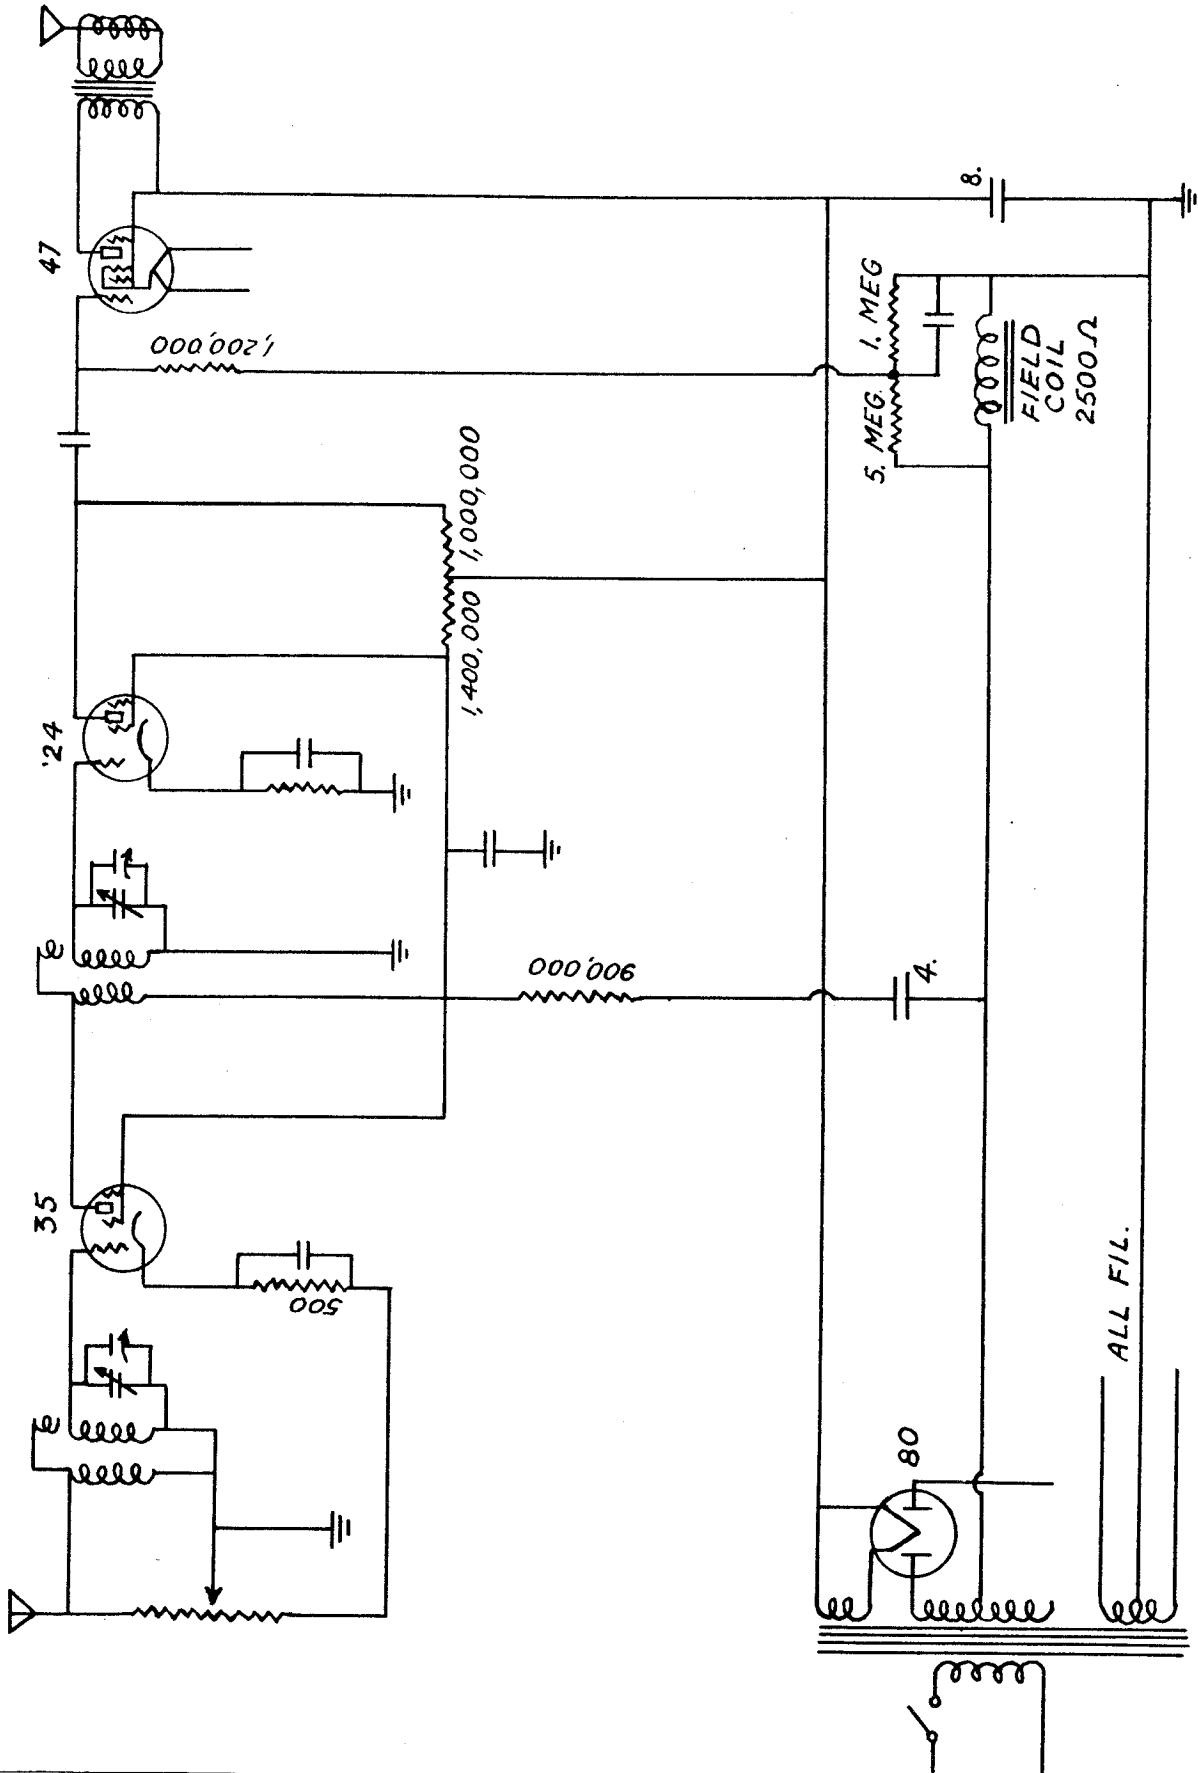 35
'24
47
500
1,200,000
1,400,000
1,000,000
900,000
4.
5. MEG.
1. MEG
8.
FIELD
COIL
2500Ω
80
ALL FIL.